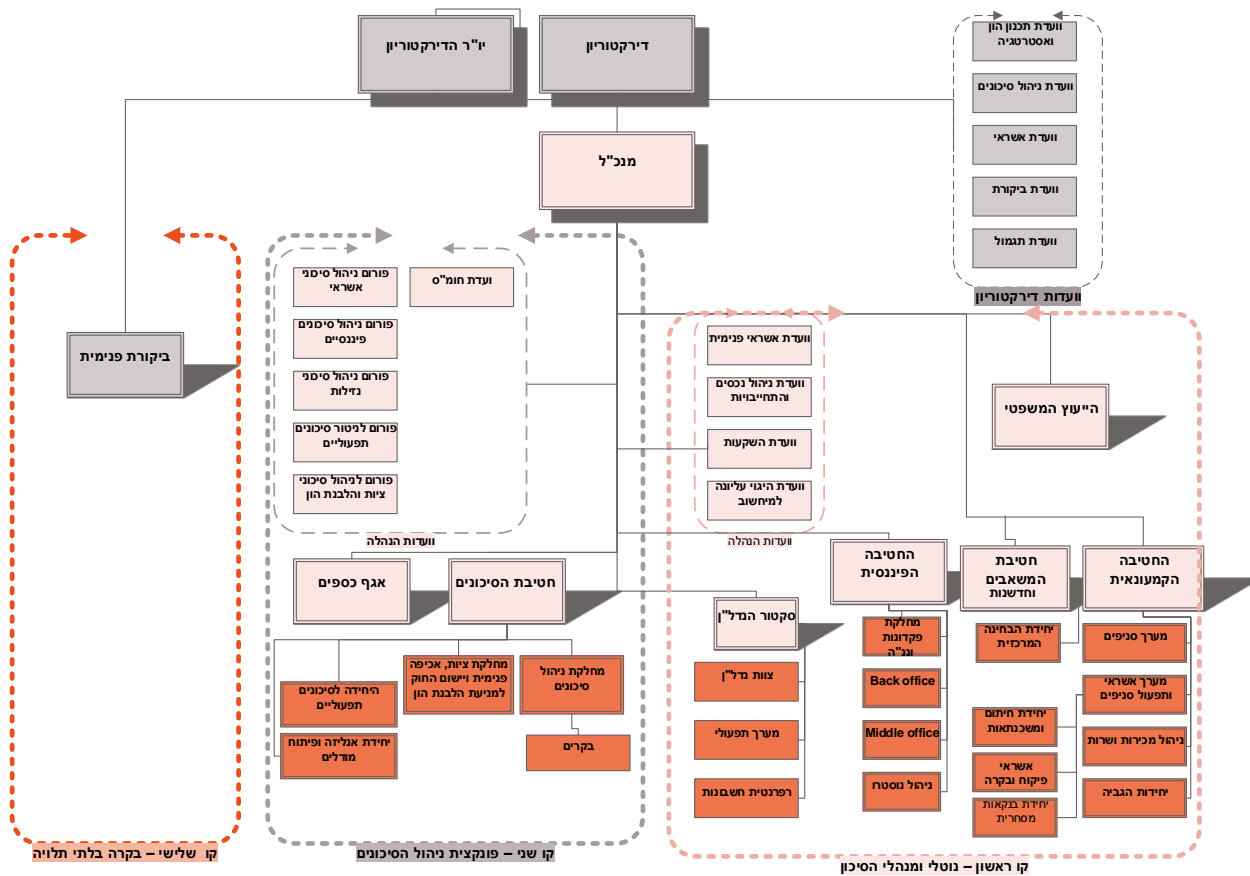 יו"ר הדירקטוריון
דירקטוריון
מנכ"ל
וועדת תכנון הון
ואסטרטגיה
וועדת ניהול סיכונים
וועדת אשראי
וועדת ביקורת
וועדת תגמול
וועדות דירקטוריון
הייעוץ המשפטי
וועדת אשראי פנימית
וועדת ניהול נכסים
והתחייבויות
וועדת השקעות
וועדת היגוי עליונה
למיחשוב
וועדות הנהלה
החטיבה
הקמעונאית
מערך סניפים
מערך אשראי
ותפעול סניפים
ניהול מכירות ושרות
יחידות הגביה
חטיבת
המשאבים
וחדשנות
יחידת הבחינה
המרכזית
יחידת חיתום
ומשכנתאות
אשראי
פיקוח ובקרה
יחידת בנקאות
מסחרית
החטיבה
הפיננסית
מחלקת
פקדונות
וננ"ה
Back office
Middle office
ניהול נוסטרו
סקטור הנדל"ן
צוות נדל"ן
מערך תפעולי
רפרנטית חשבונות
קו ראשון – נוטלי ומנהלי הסיכון
ועדת חומ"ס
פורום ניהול סיכוני
אשראי
פורום ניהול סיכונים
פיננסיים
פורום ניהול סיכוני
נזילות
פורום לניטור סיכונים
תפעוליים
פורום לניהול סיכוני
ציות והלבנת הון
וועדות הנהלה
חטיבת הסיכונים
אגף כספים
מחלקת ניהול
סיכונים
בקרים
מחלקת ציות, אכיפה
פנימית ויישום החוק
למניעת הלבנת הון
היחידה לסיכונים
תפעוליים
יחידת אנליזה ופיתוח
מודלים
קו שני – פונקצית ניהול הסיכונים
ביקורת פנימית
קו שלישי – בקרה בלתי תלויה